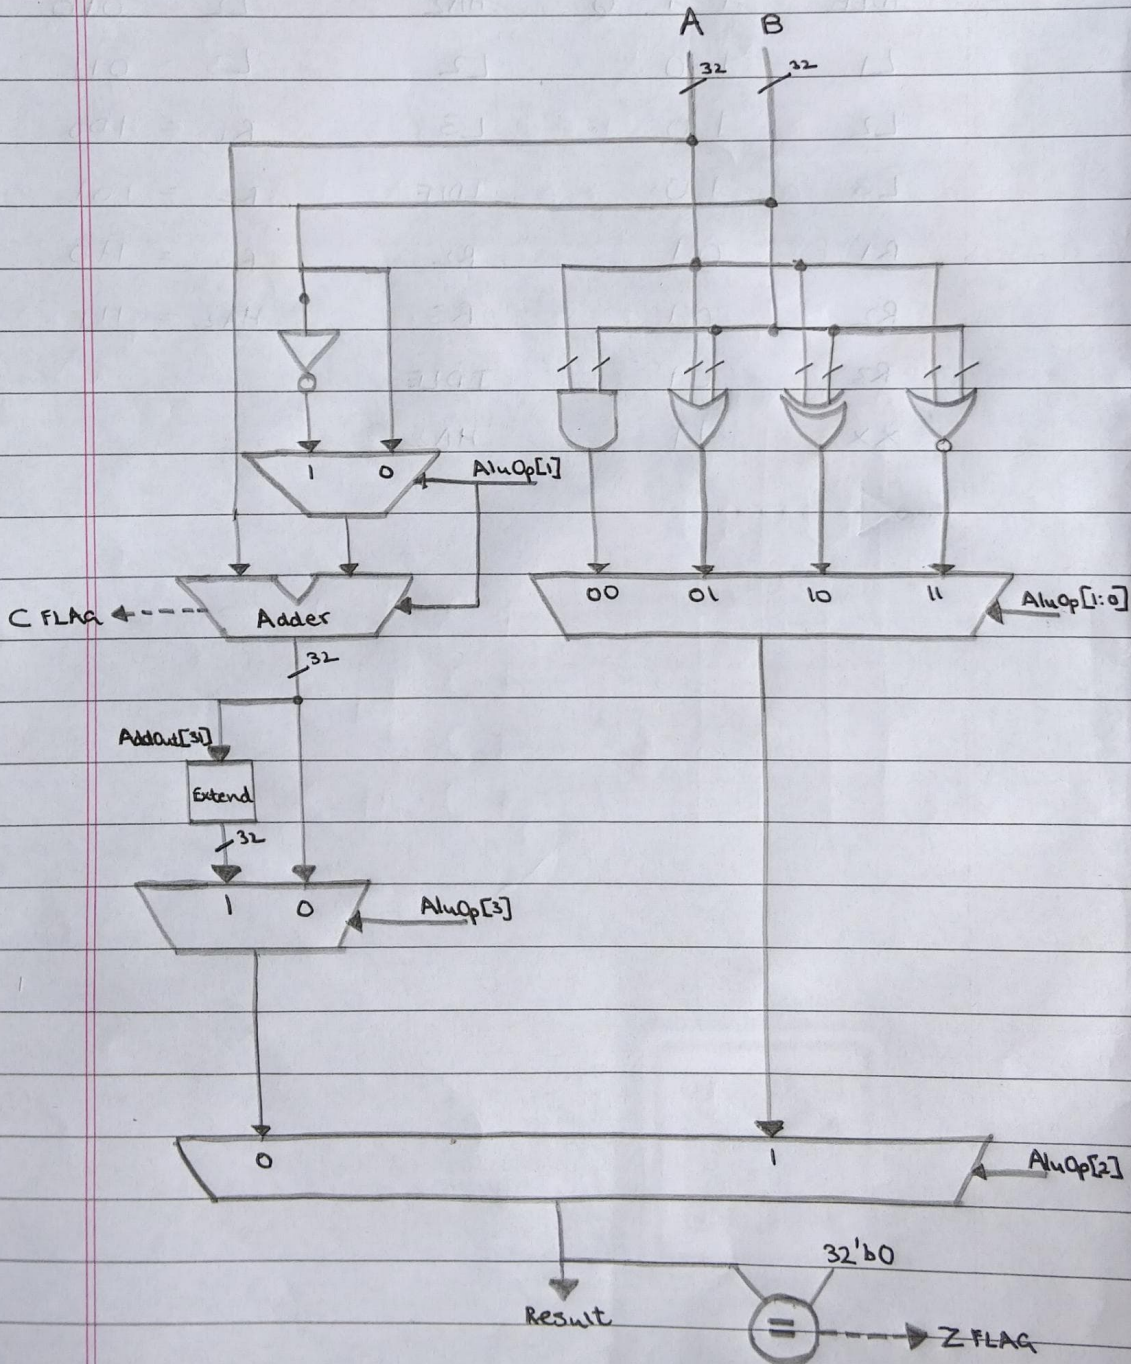 A B
32 32
AluOp[1]
1 0
00 01 10 11
AluOp[1:0]
C FLAG
Adder
32
AddOut[31]
Extend
32
1 0
AluOp[3]
0 1
AluOp[2]
32'b0
Result
=
Z FLAG